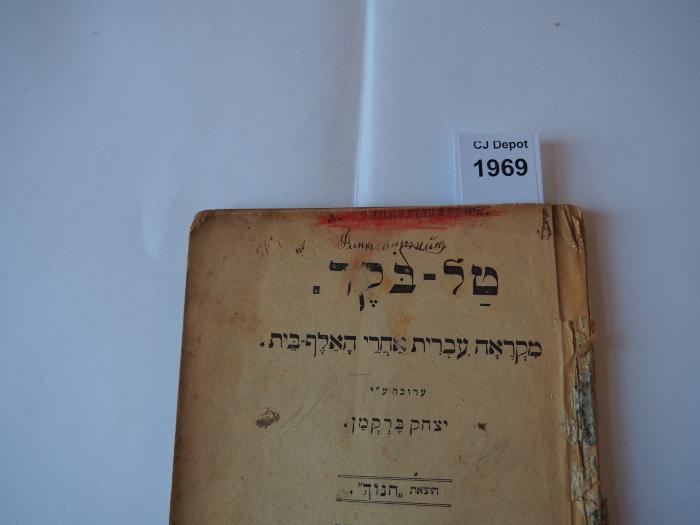 CJ Depot
1969
טַל-בֹּקֶר.
מִקְרָאָה עִבְרִית אַחֲרֵי הָאָלֶף-בֵּית.
ערוכה ע"י
יצחק בֶּרְקְמַן.
הוצאת „חנוך".